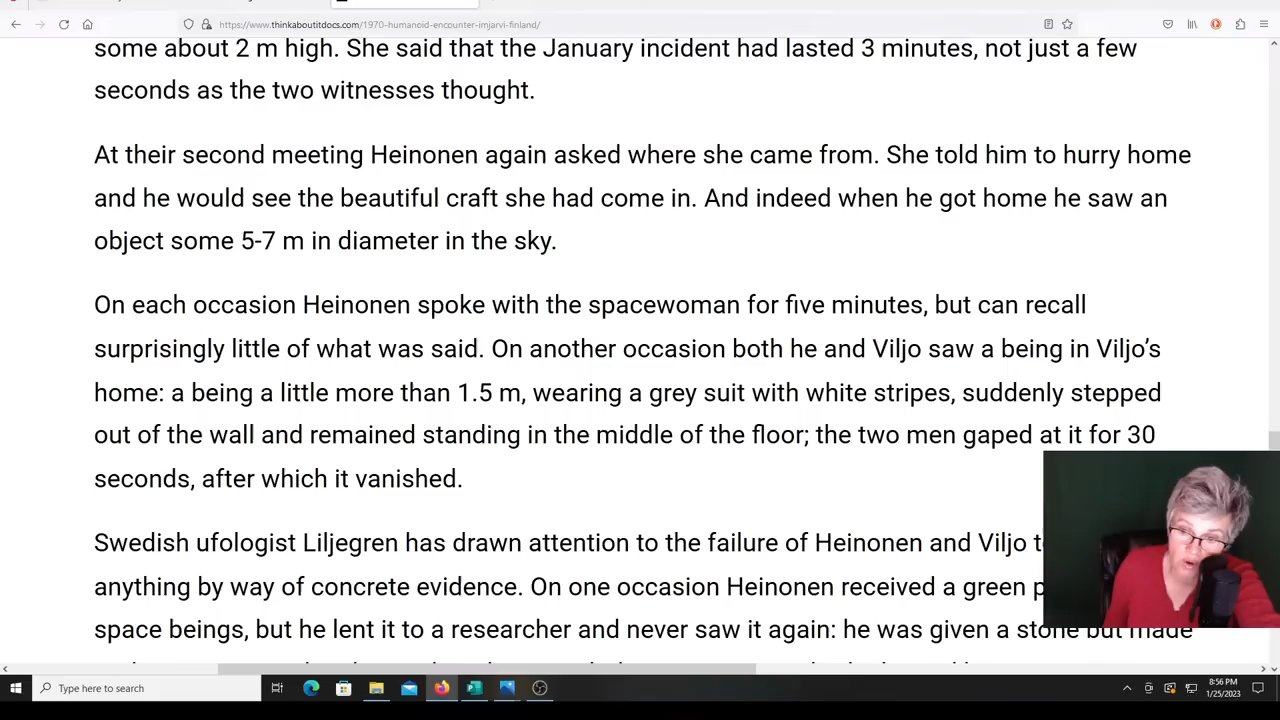 https://www.thinkaboutitdocs.com/1970-humanoid-encounter-imjarvi-finland/
some about 2 m high. She said that the January incident had lasted 3 minutes, not just a few
seconds as the two witnesses thought.
At their second meeting Heinonen again asked where she came from. She told him to hurry home
and he would see the beautiful craft she had come in. And indeed when he got home he saw an
object some 5-7 m in diameter in the sky.
On each occasion Heinonen spoke with the spacewoman for five minutes, but can recall
surprisingly little of what was said. On another occasion both he and Viljo saw a being in Viljo’s
home: a being a little more than 1.5 m, wearing a grey suit with white stripes, suddenly stepped
out of the wall and remained standing in the middle of the floor; the two men gaped at it for 30
seconds, after which it vanished.
Swedish ufologist Liljegren has drawn attention to the failure of Heinonen and Viljo
anything by way of concrete evidence. On one occasion Heinonen received a green
space beings, but he lent it to a researcher and never saw it again: he was given a stone but made
Type here to search
8:56 PM
1/25/2023